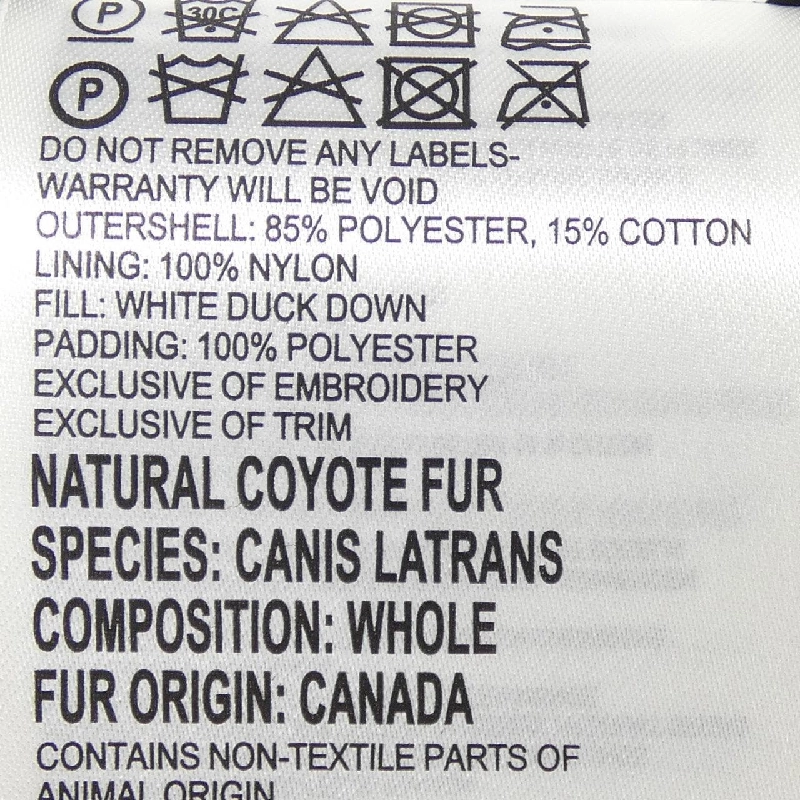 P 30C
P
DO NOT REMOVE ANY LABELS-
WARRANTY WILL BE VOID
OUTERSHELL: 85% POLYESTER, 15% COTTON
LINING: 100% NYLON
FILL: WHITE DUCK DOWN
PADDING: 100% POLYESTER
EXCLUSIVE OF EMBROIDERY
EXCLUSIVE OF TRIM
NATURAL COYOTE FUR
SPECIES: CANIS LATRANS
COMPOSITION: WHOLE
FUR ORIGIN: CANADA
CONTAINS NON-TEXTILE PARTS OF
ANIMAL ORIGIN